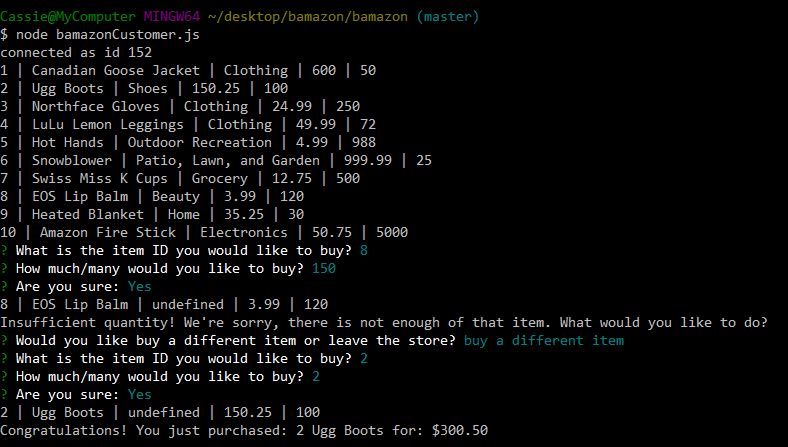 Cassie@MyComputer MINGW64 ~/desktop/bamazon/bamazon (master)
$ node bamazonCustomer.js
connected as id 152
1 | Canadian Goose Jacket | Clothing | 600 | 50
2 | Ugg Boots | Shoes | 150.25 | 100
3 | Northface Gloves | Clothing | 24.99 | 250
4 | LuLu Lemon Leggings | Clothing | 49.99 | 72
5 | Hot Hands | Outdoor Recreation | 4.99 | 988
6 | Snowblower | Patio, Lawn, and Garden | 999.99 | 25
7 | Swiss Miss K Cups | Grocery | 12.75 | 500
8 | EOS Lip Balm | Beauty | 3.99 | 120
9 | Heated Blanket | Home | 35.25 | 30
10 | Amazon Fire Stick | Electronics | 50.75 | 5000
? What is the item ID you would like to buy? 8
? How much/many would you like to buy? 150
? Are you sure: Yes
8 | EOS Lip Balm | undefined | 3.99 | 120
Insufficient quantity! We're sorry, there is not enough of that item. What would you like to do?
? Would you like buy a different item or leave the store? buy a different item
? What is the item ID you would like to buy? 2
? How much/many would you like to buy? 2
? Are you sure: Yes
2 | Ugg Boots | undefined | 150.25 | 100
Congratulations! You just purchased: 2 Ugg Boots for: $300.50